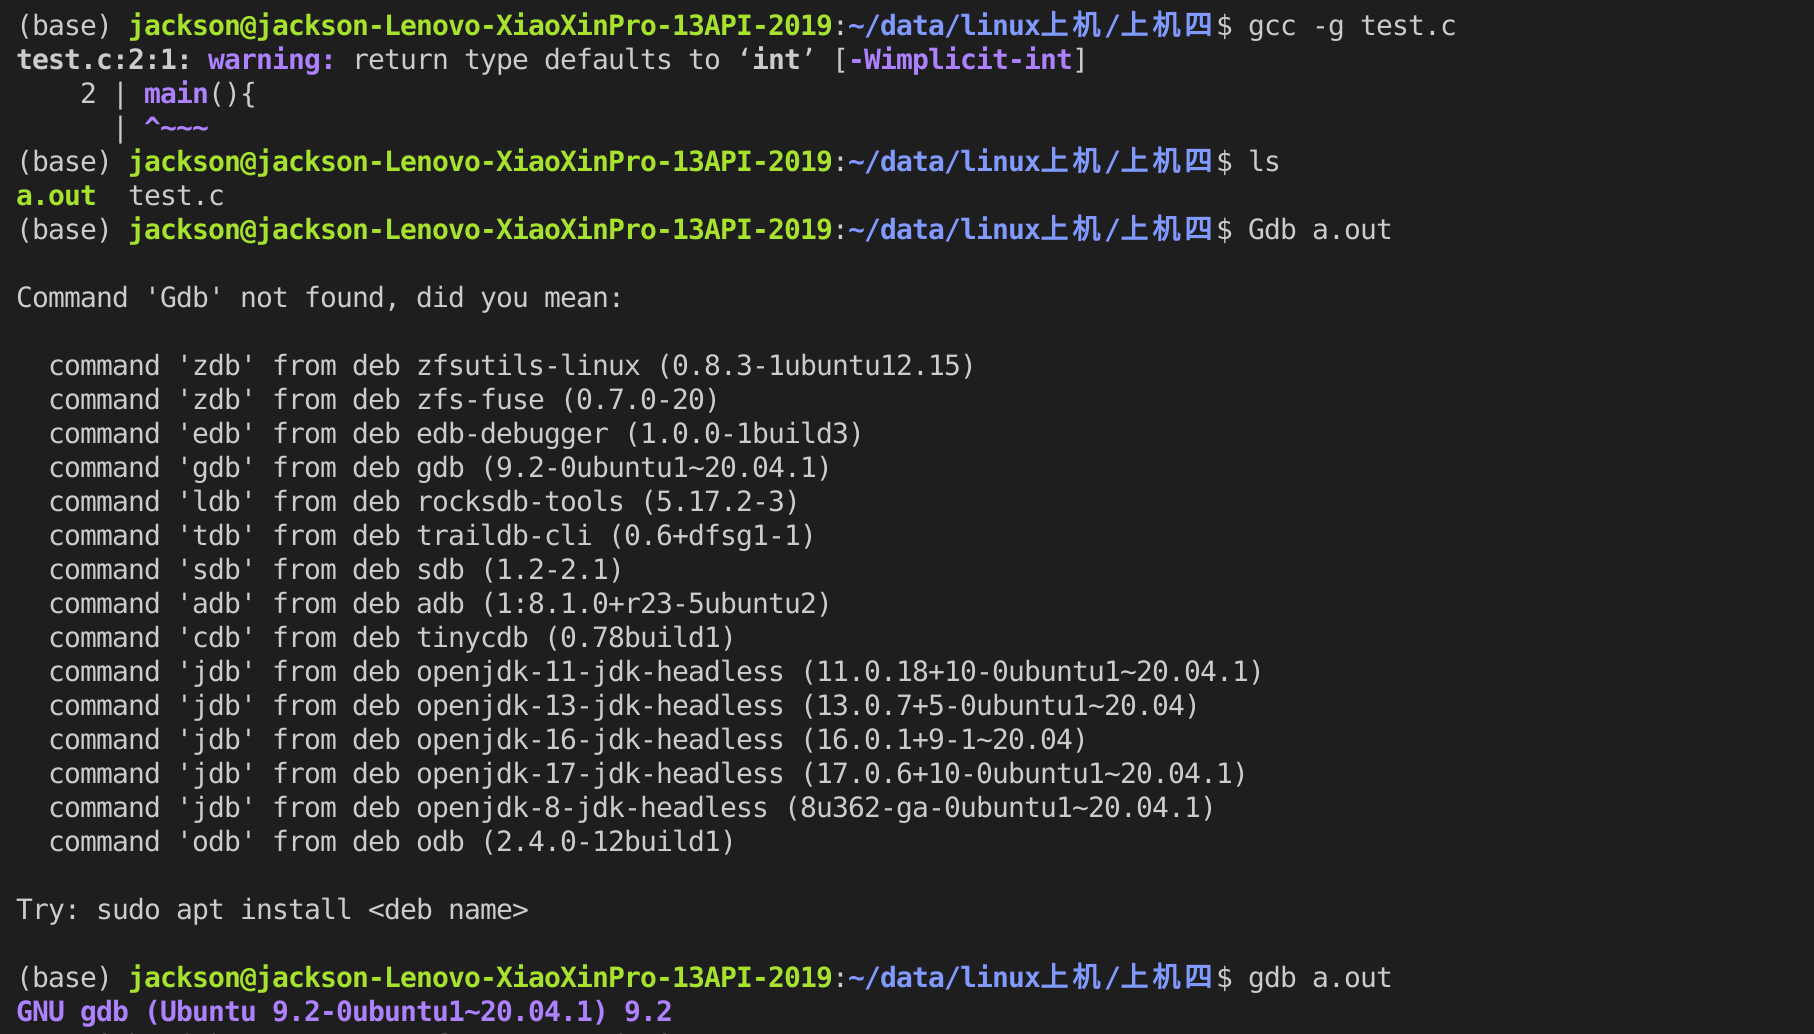 (base) jackson@jackson-Lenovo-XiaoXinPro-13API-2019:~/data/linux上机/上机四$ gcc -g test.c
test.c:2:1: warning: return type defaults to ‘int’ [-Wimplicit-int]
    2 | main(){
      | ^~~~
(base) jackson@jackson-Lenovo-XiaoXinPro-13API-2019:~/data/linux上机/上机四$ ls
a.out  test.c
(base) jackson@jackson-Lenovo-XiaoXinPro-13API-2019:~/data/linux上机/上机四$ Gdb a.out
Command 'Gdb' not found, did you mean:
  command 'zdb' from deb zfsutils-linux (0.8.3-1ubuntu12.15)
  command 'zdb' from deb zfs-fuse (0.7.0-20)
  command 'edb' from deb edb-debugger (1.0.0-1build3)
  command 'gdb' from deb gdb (9.2-0ubuntu1~20.04.1)
  command 'ldb' from deb rocksdb-tools (5.17.2-3)
  command 'tdb' from deb traildb-cli (0.6+dfsg1-1)
  command 'sdb' from deb sdb (1.2-2.1)
  command 'adb' from deb adb (1:8.1.0+r23-5ubuntu2)
  command 'cdb' from deb tinycdb (0.78build1)
  command 'jdb' from deb openjdk-11-jdk-headless (11.0.18+10-0ubuntu1~20.04.1)
  command 'jdb' from deb openjdk-13-jdk-headless (13.0.7+5-0ubuntu1~20.04)
  command 'jdb' from deb openjdk-16-jdk-headless (16.0.1+9-1~20.04)
  command 'jdb' from deb openjdk-17-jdk-headless (17.0.6+10-0ubuntu1~20.04.1)
  command 'jdb' from deb openjdk-8-jdk-headless (8u362-ga-0ubuntu1~20.04.1)
  command 'odb' from deb odb (2.4.0-12build1)
Try: sudo apt install <deb name>
(base) jackson@jackson-Lenovo-XiaoXinPro-13API-2019:~/data/linux上机/上机四$ gdb a.out
GNU gdb (Ubuntu 9.2-0ubuntu1~20.04.1) 9.2